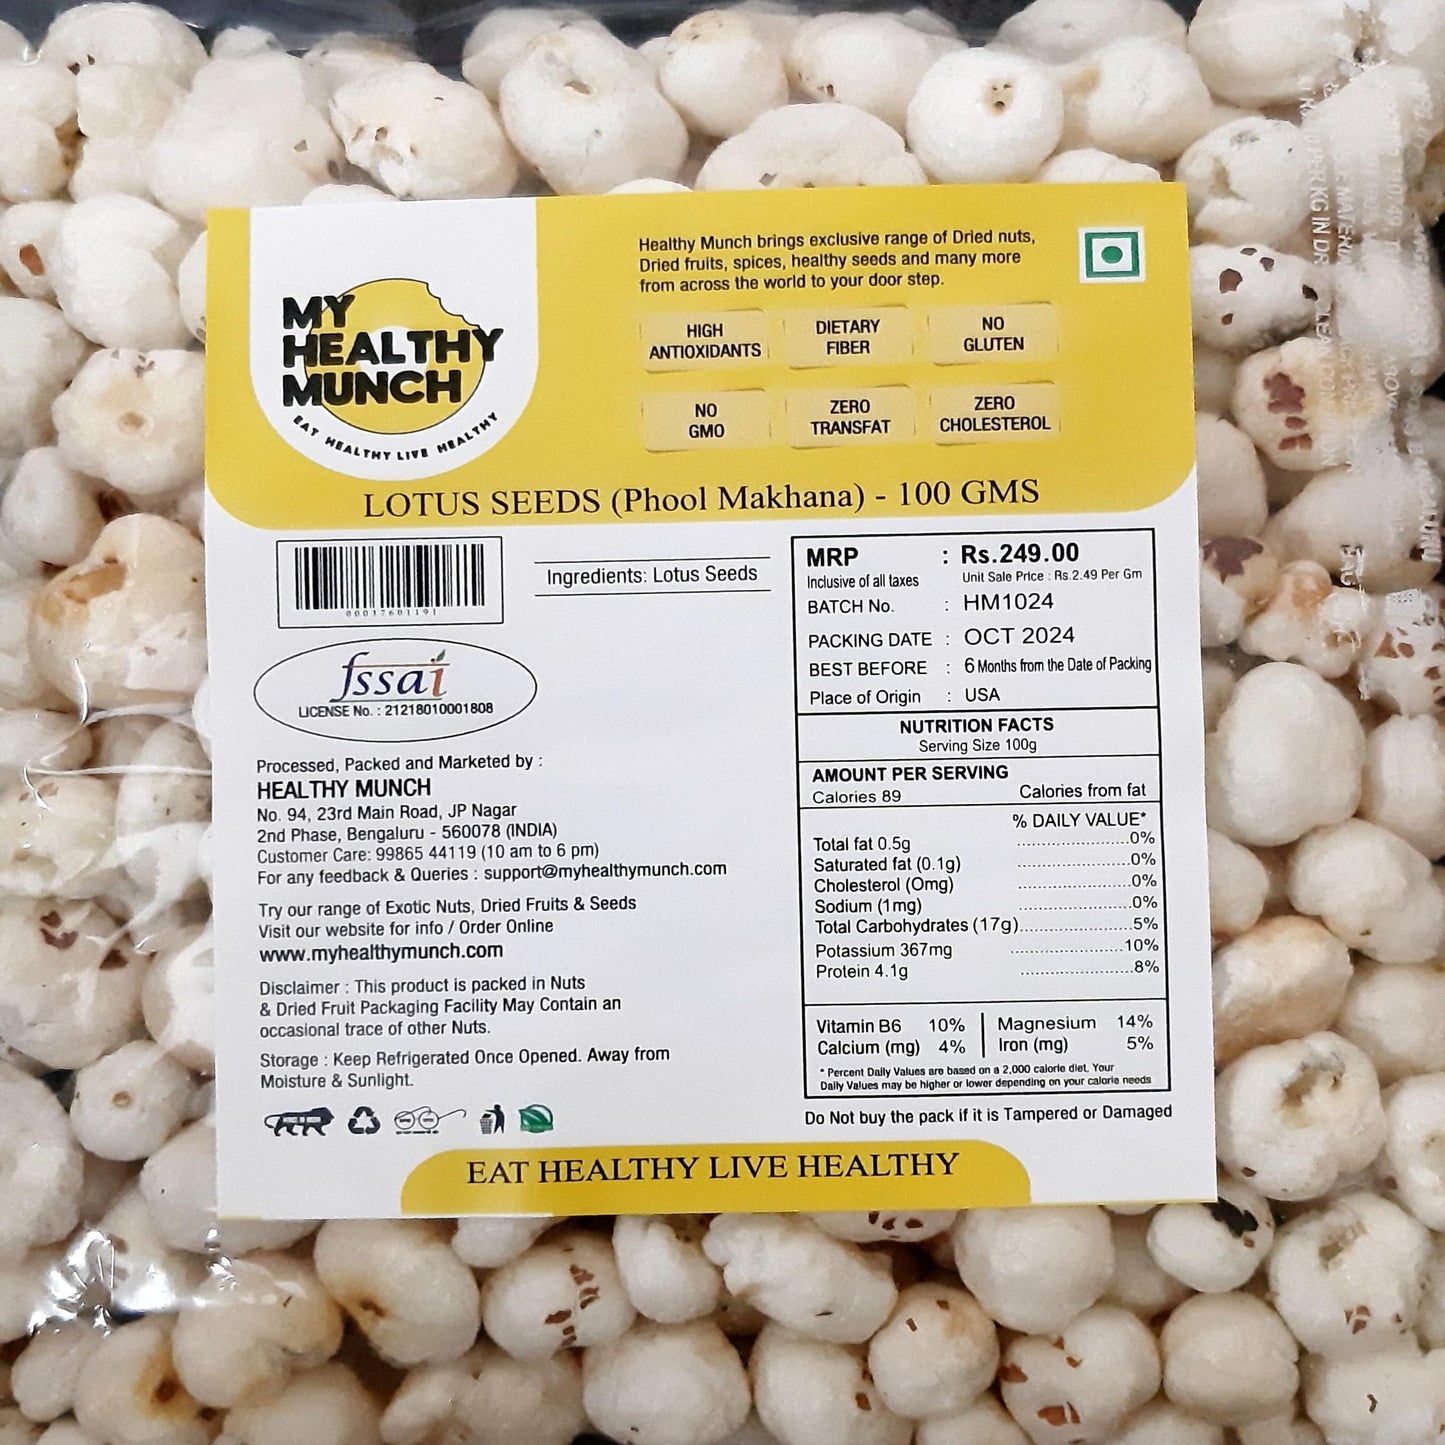 MY
HEALTHY
MUNCH
EAT HEALTHY LIVE HEALTHY
Healthy Munch brings exclusive range of Dried nuts,
Dried fruits, spices, healthy seeds and many more
from across the world to your door step.
HIGH
ANTIOXIDANTS
DIETARY
FIBER
NO
GLUTEN
NO
GMO
ZERO
TRANSFAT
ZERO
CHOLESTEROL
LOTUS SEEDS (Phool Makhana) - 100 GMS
00037601191
Ingredients: Lotus Seeds
fssai
LICENSE No. : 21218010001808
Processed, Packed and Marketed by :
HEALTHY MUNCH
No. 94, 23rd Main Road, JP Nagar
2nd Phase, Bengaluru - 560078 (INDIA)
Customer Care: 99865 44119 (10 am to 6 pm)
For any feedback & Queries : support@myhealthymunch.com
Try our range of Exotic Nuts, Dried Fruits & Seeds
Visit our website for info / Order Online
www.myhealthymunch.com
Disclaimer : This product is packed in Nuts
& Dried Fruit Packaging Facility May Contain an
occasional trace of other Nuts.
Storage : Keep Refrigerated Once Opened. Away from
Moisture & Sunlight.
MRP : Rs.249.00
Inclusive of all taxes Unit Sale Price : Rs.2.49 Per Gm
BATCH No. : HM1024
PACKING DATE : OCT 2024
BEST BEFORE : 6 Months from the Date of Packing
Place of Origin : USA
NUTRITION FACTS
Serving Size 100g
AMOUNT PER SERVING
Calories 89 Calories from fat
% DAILY VALUE*
Total fat 0.5g ....................0%
Saturated fat (0.1g) ....................0%
Cholesterol (Omg) ....................0%
Sodium (1mg) ....................0%
Total Carbohydrates (17g)....................5%
Potassium 367mg ....................10%
Protein 4.1g ....................8%
Vitamin B6 10% Magnesium 14%
Calcium (mg) 4% Iron (mg) 5%
* Percent Daily Values are based on a 2,000 calorie diet. Your
Daily Values may be higher or lower depending on your calorie needs
Do Not buy the pack if it is Tampered or Damaged
EAT HEALTHY LIVE HEALTHY